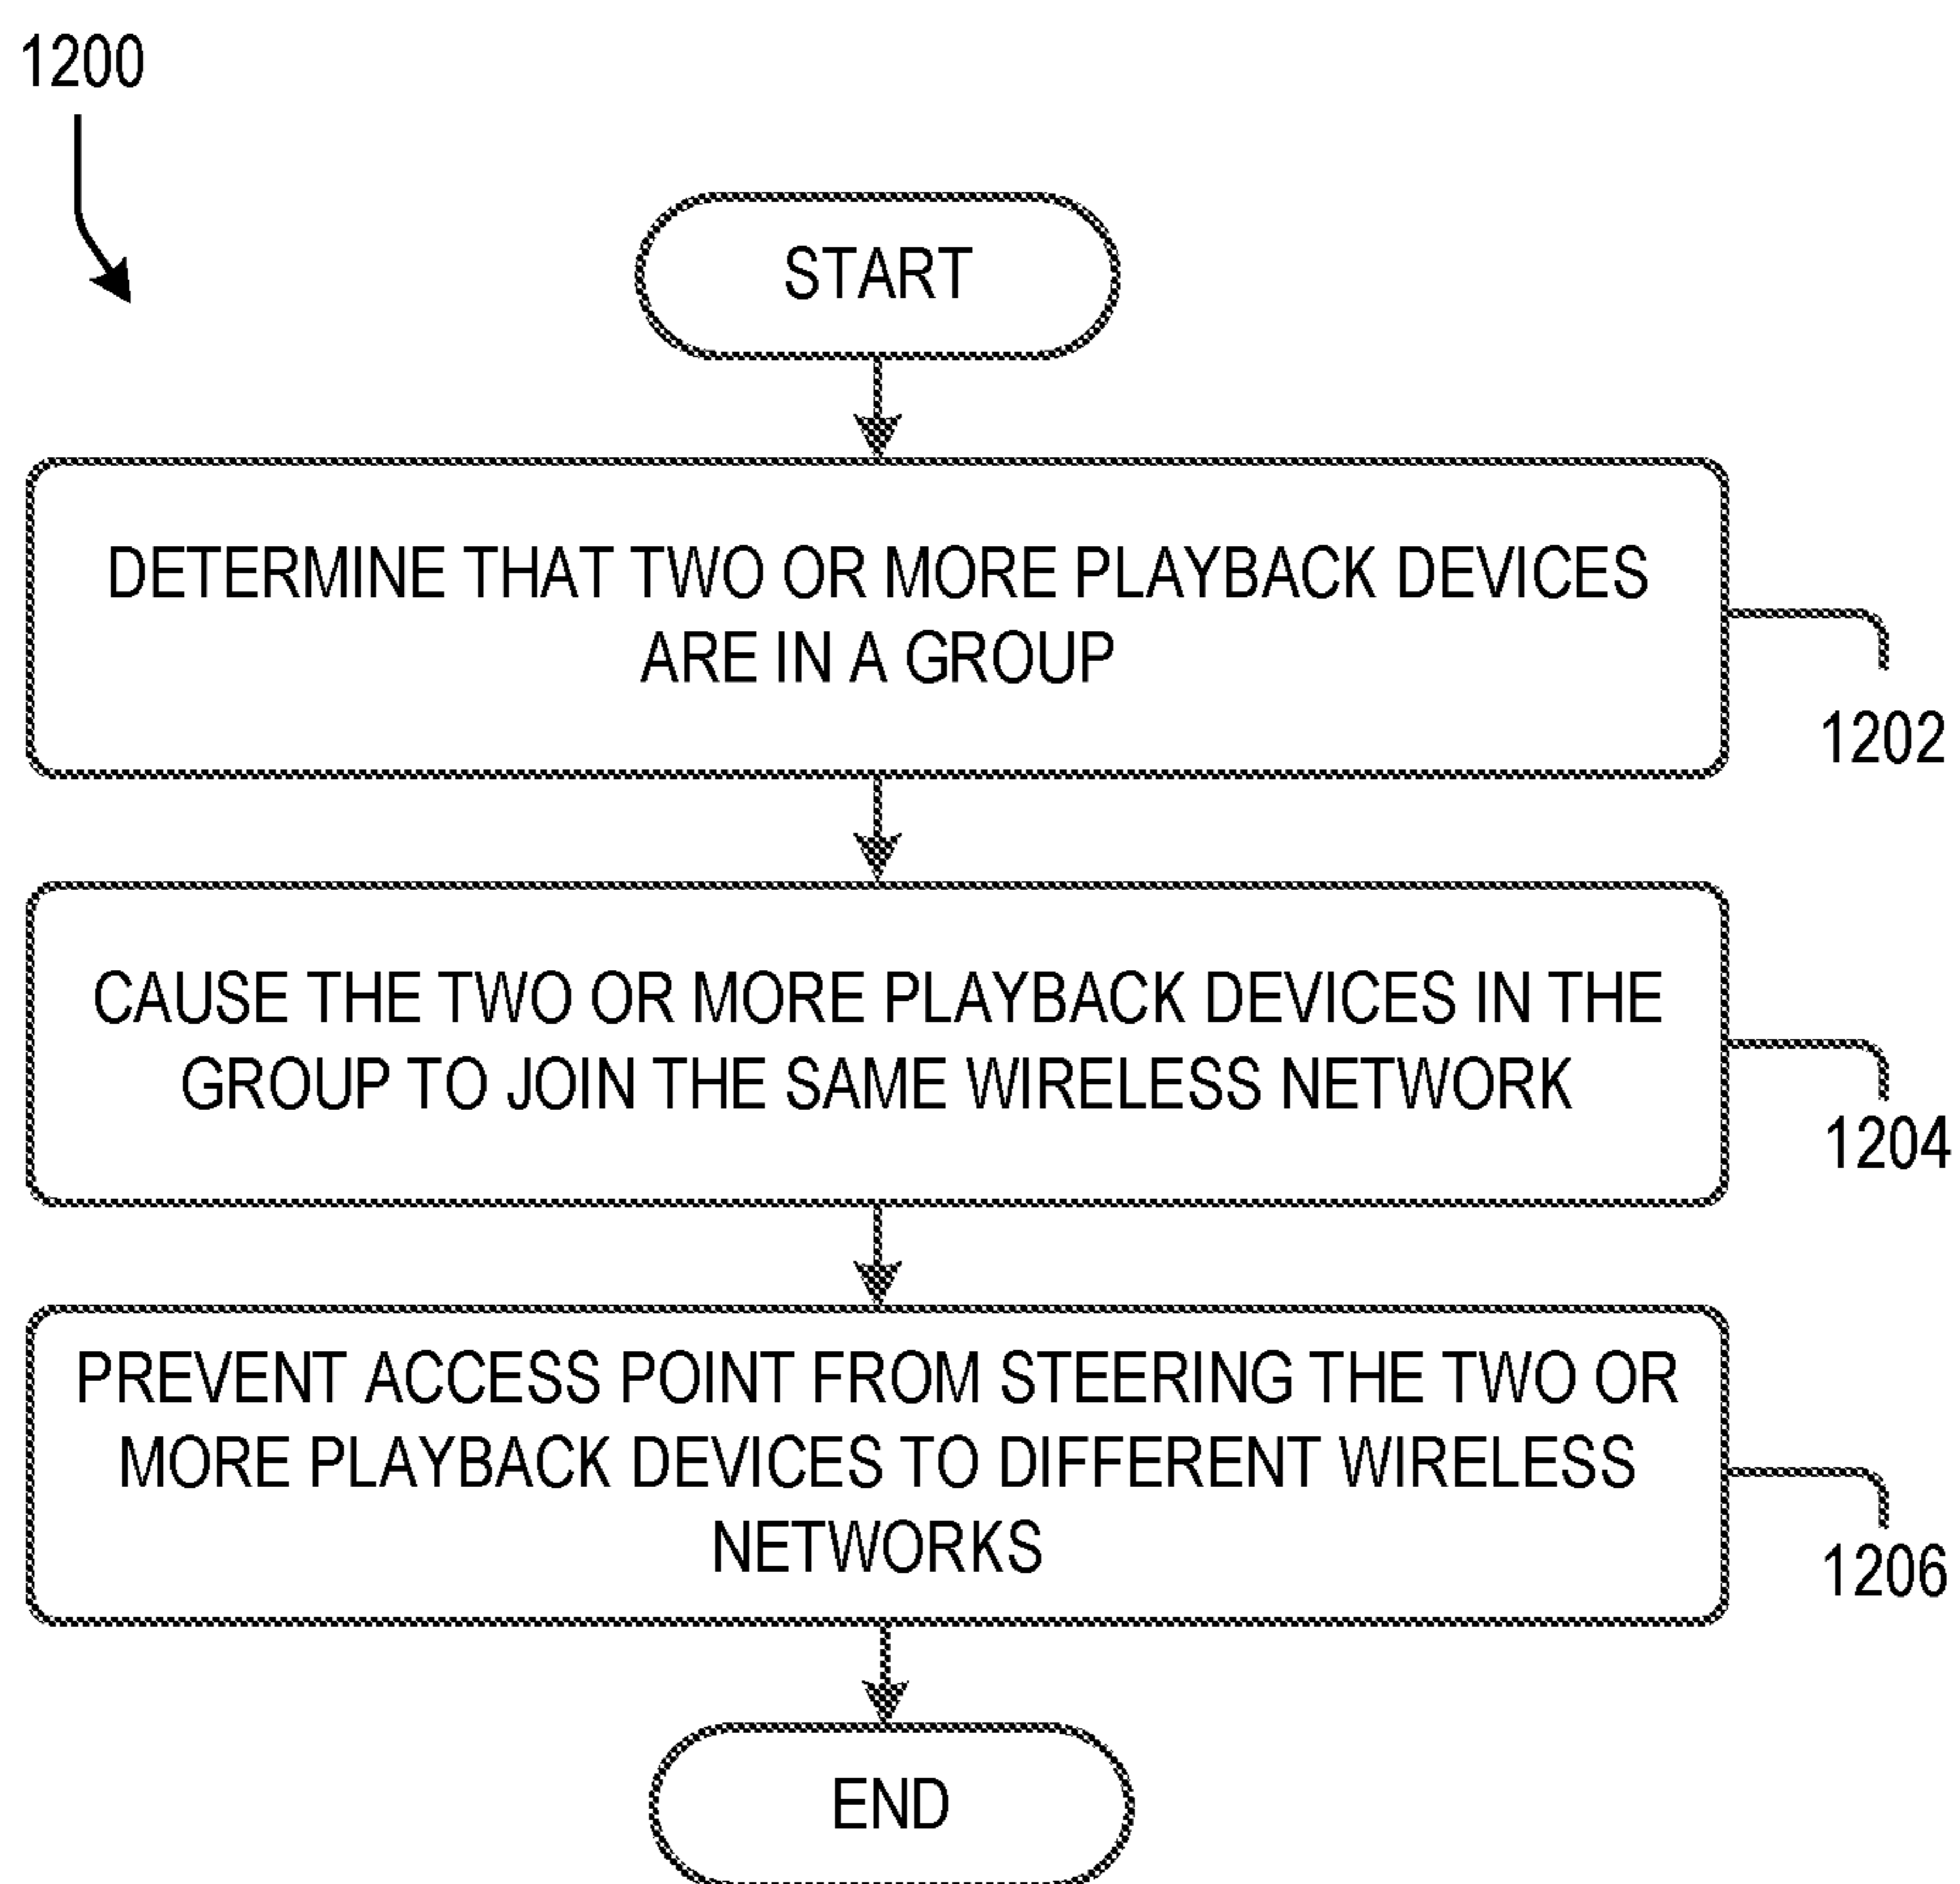 1200
START
DETERMINE THAT TWO OR MORE PLAYBACK DEVICES
ARE IN A GROUP
1202
CAUSE THE TWO OR MORE PLAYBACK DEVICES IN THE
GROUP TO JOIN THE SAME WIRELESS NETWORK
1204
PREVENT ACCESS POINT FROM STEERING THE TWO OR
MORE PLAYBACK DEVICES TO DIFFERENT WIRELESS
NETWORKS
1206
END